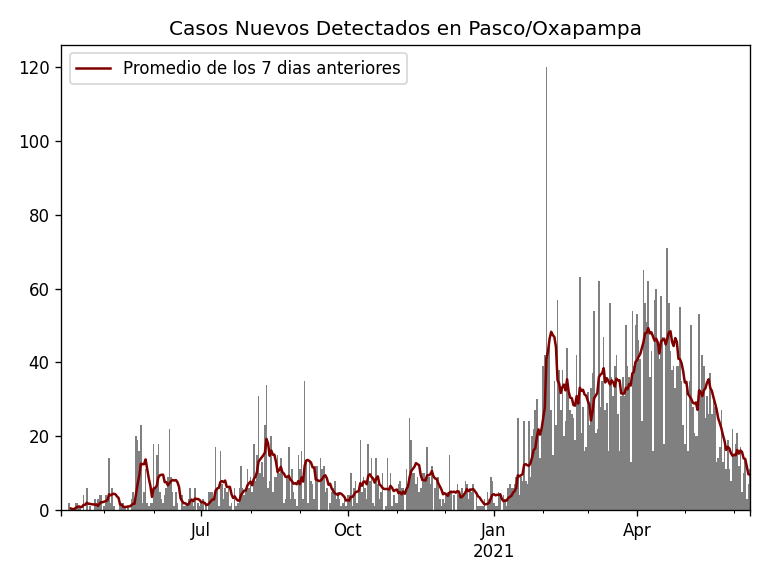 Casos Nuevos Detectados en Pasco/Oxapampa
Promedio de los 7 dias anteriores
120
100
80
60
40
20
0
Jul
Oct
Jan
2021
Apr